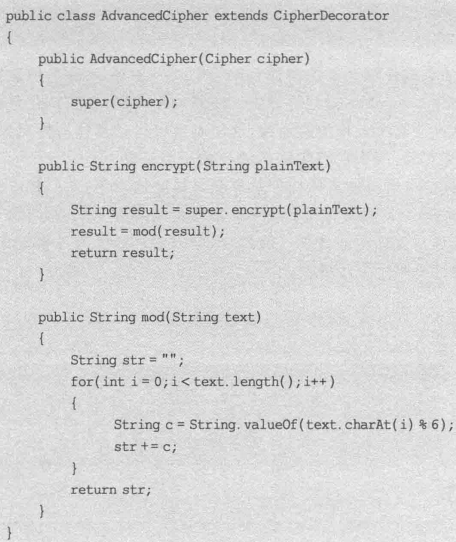 public class AdvancedCipher extends CipherDecorator
{
    public AdvancedCipher(Cipher cipher)
    {
        super(cipher);
    }

    public String encrypt(String plainText)
    {
        String result = super.encrypt(plainText);
        result = mod(result);
        return result;
    }

    public String mod(String text)
    {
        String str = "";
        for(int i = 0;i < text.length();i++)
        {
            String c = String.valueOf(text.charAt(i) % 6);
            str += c;
        }
        return str;
    }
}